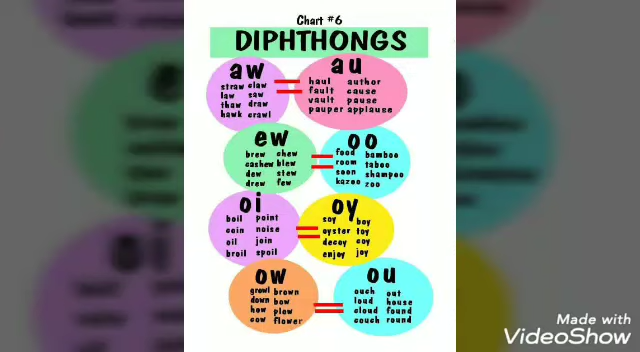 Chart #6
DIPHTHONGS
aw
straw claw
law saw
thaw draw
hawk crawl
au
haul author
fault cause
vault pause
pauper applause
ew
brew chew
cashew blew
dew stew
drew few
oo
food bamboo
room taboo
soon shampoo
kazoo zoo
oi
boil point
coin noise
oil join
broil spoil
oy
soy boy
oyster toy
decoy coy
enjoy joy
ow
growl brown
down bow
how plow
cow flower
ou
ouch out
loud house
cloud found
couch round
Made with
VideoShow